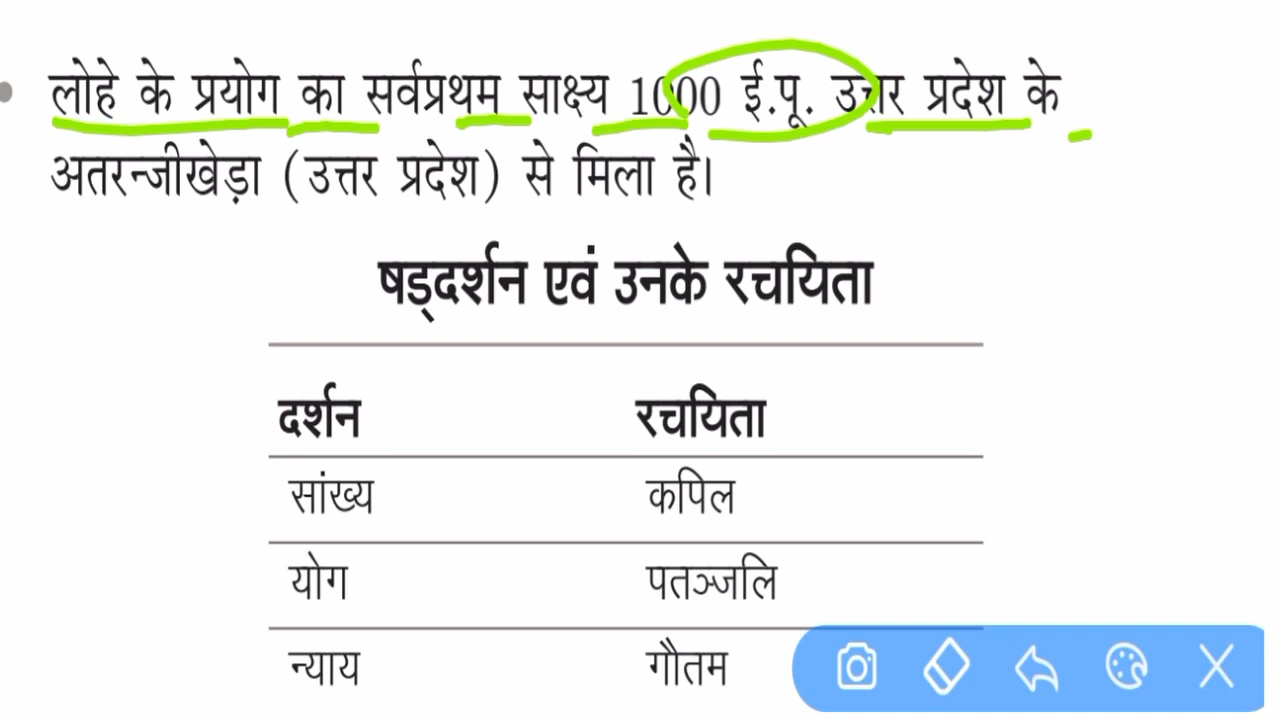 लोहे के प्रयोग का सर्वप्रथम साक्ष्य 1000 ई.पू. उत्तर प्रदेश के
अतरन्जीखेड़ा (उत्तर प्रदेश) से मिला है।
षड्दर्शन एवं उनके रचयिता
दर्शन रचयिता
सांख्य कपिल
योग पतञ्जलि
न्याय गौतम